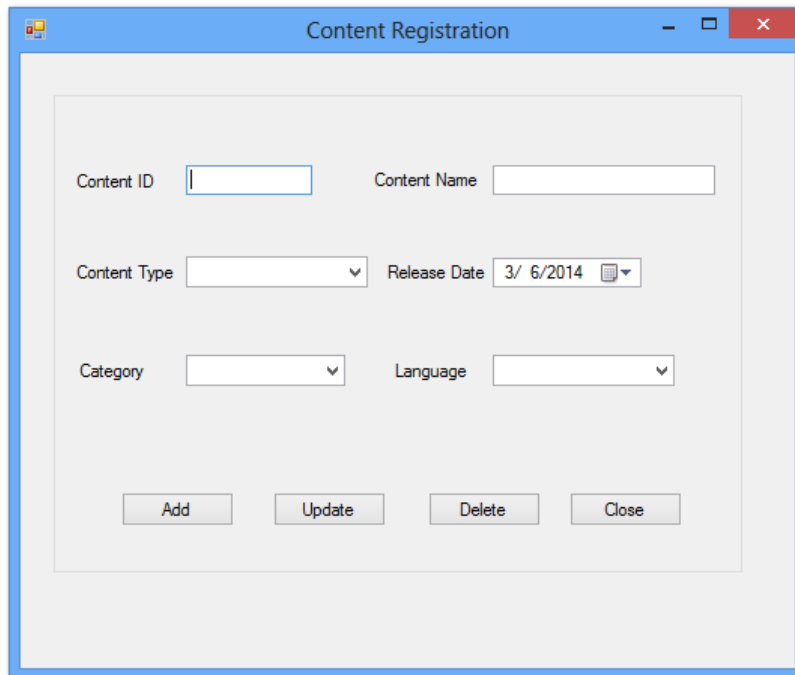 Content Registration
Content ID
Content Name
Content Type
Release Date 3/ 6/2014
Category
Language
Add Update Delete Close